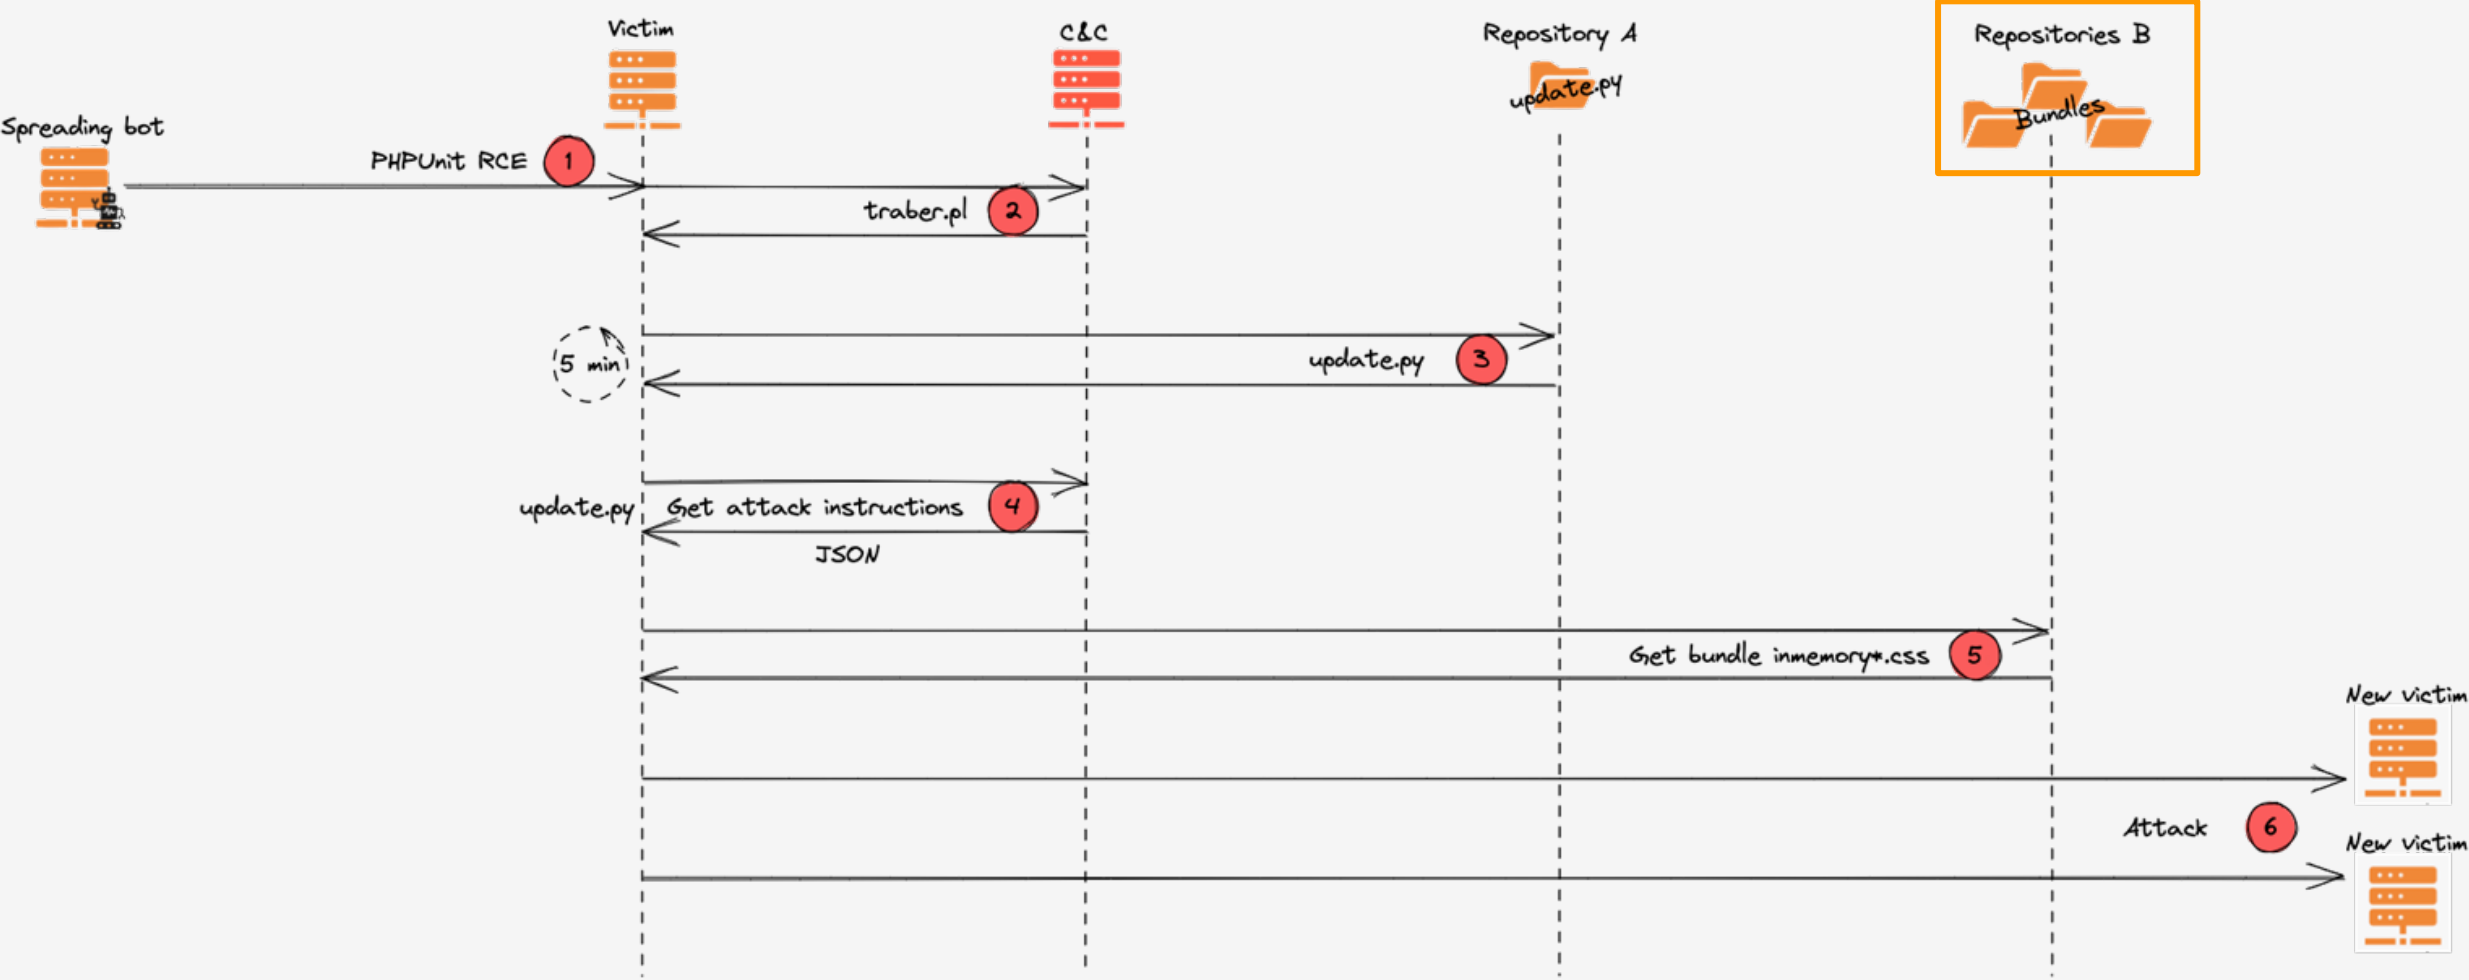 Victim
C&C
Repository A
update.py
Repositories B
Bundles
Spreading bot
PHPUnit RCE
1
traber.pl
2
5 min
update.py
3
update.py
Get attack instructions
4
JSON
Get bundle inmemory*.css
5
New victim
Attack
6
New victim